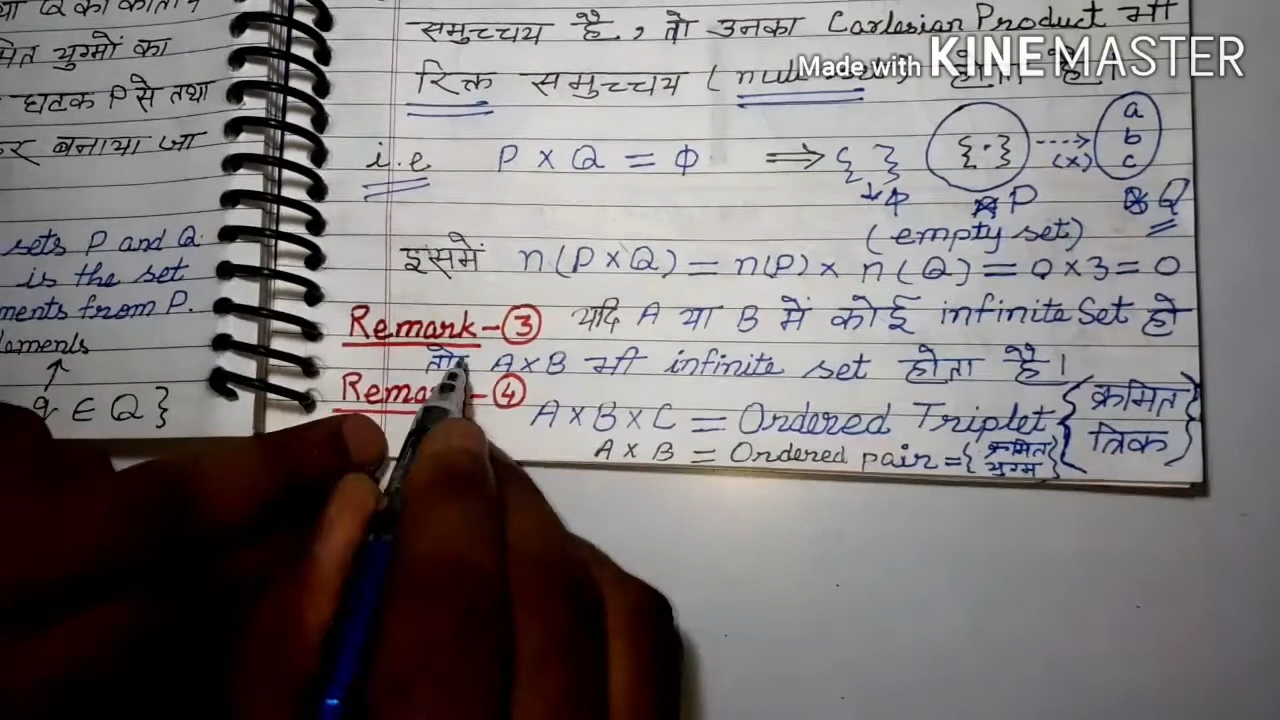 मित युग्मों का
घटक P से तथा
कर बनाया जा
sets P and Q.
is the set
ments from P.
lements
q ∈ Q }
समुच्चय है, तो उनका Cartasian Product भी
Made with KINEMASTER
रिक्त समुच्चय ( होता है।
i.e P × Q = ϕ ⟹ { } {·} ----> (x) a b c
↓ϕ P Q
(empty set)
इसमें n(P×Q) = n(P) × n(Q) = 0 × 3 = 0
Remark-③ यदि A या B में कोई infinite Set हो
तो A×B भी infinite set होता है।
Remark-④
A×B×C = Ordered Triplet {क्रमित त्रिक}
A × B = Ordered pair = {क्रमित युग्म}